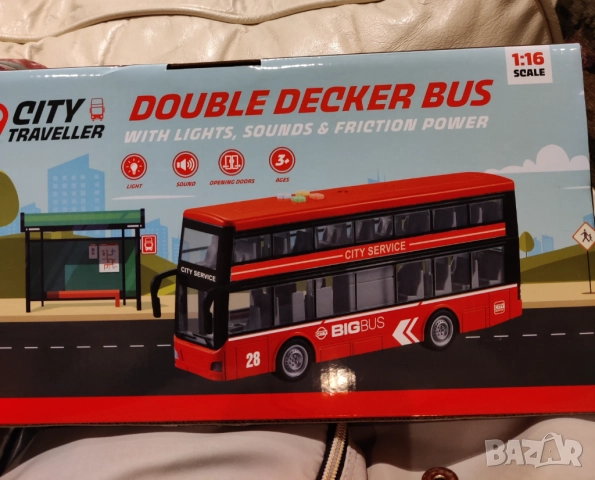 CITY
TRAVELLER
DOUBLE DECKER BUS
WITH LIGHTS, SOUNDS & FRICTION POWER
1:16
SCALE
3+
LIGHT
SOUND
OPENING DOORS
AGES
CITY SERVICE
CITY SERVICE
28
BIGBUS
BAZAR